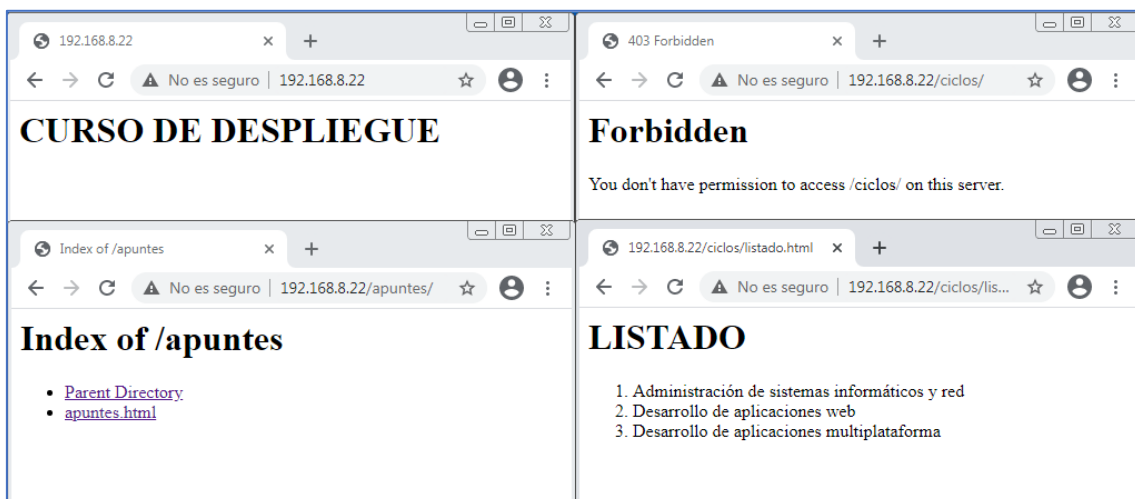 192.168.8.22
No es seguro | 192.168.8.22
CURSO DE DESPLIEGUE
403 Forbidden
No es seguro | 192.168.8.22/ciclos/
Forbidden
You don't have permission to access /ciclos/ on this server.
Index of /apuntes
No es seguro | 192.168.8.22/apuntes/
Index of /apuntes
Parent Directory
apuntes.html
192.168.8.22/ciclos/listado.html
No es seguro | 192.168.8.22/ciclos/lis...
LISTADO
1. Administración de sistemas informáticos y red
2. Desarrollo de aplicaciones web
3. Desarrollo de aplicaciones multiplataforma